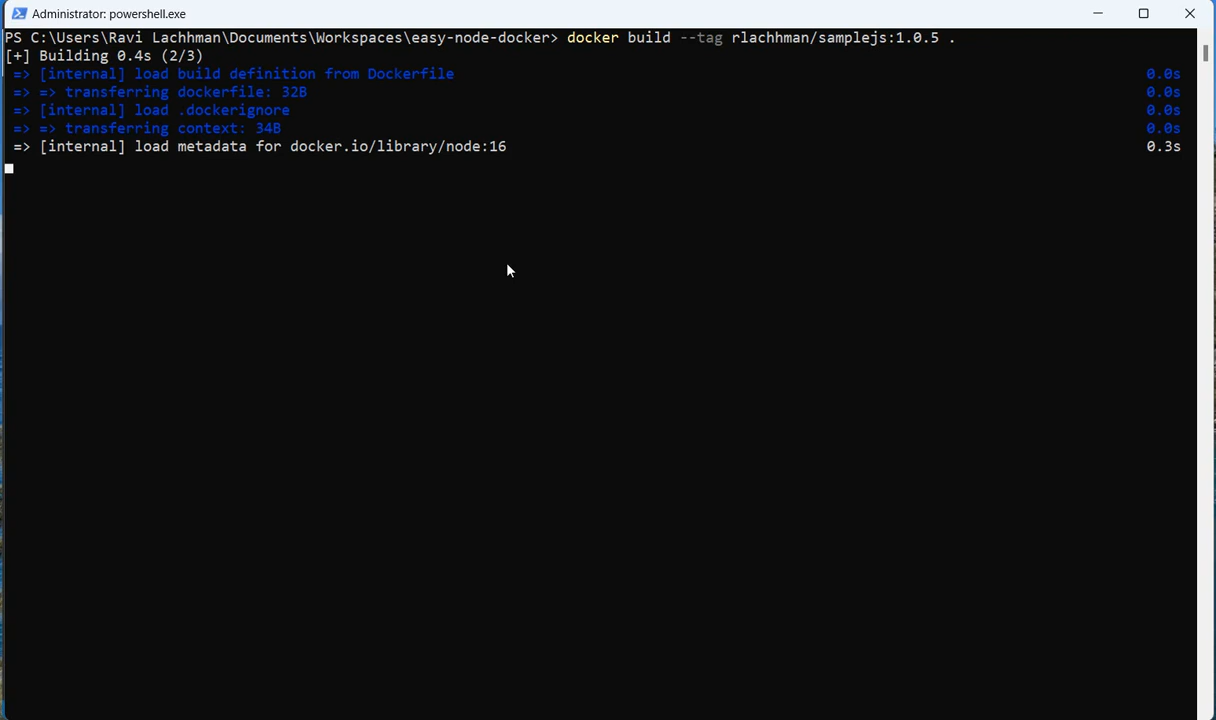 Administrator: powershell.exe
PS C:\Users\Ravi Lachhman\Documents\Workspaces\easy-node-docker> docker build --tag rlachhman/samplejs:1.0.5 .
[+] Building 0.4s (2/3)
=> [internal] load build definition from Dockerfile 0.0s
=> => transferring dockerfile: 32B 0.0s
=> [internal] load .dockerignore 0.0s
=> => transferring context: 34B 0.0s
=> [internal] load metadata for docker.io/library/node:16 0.3s